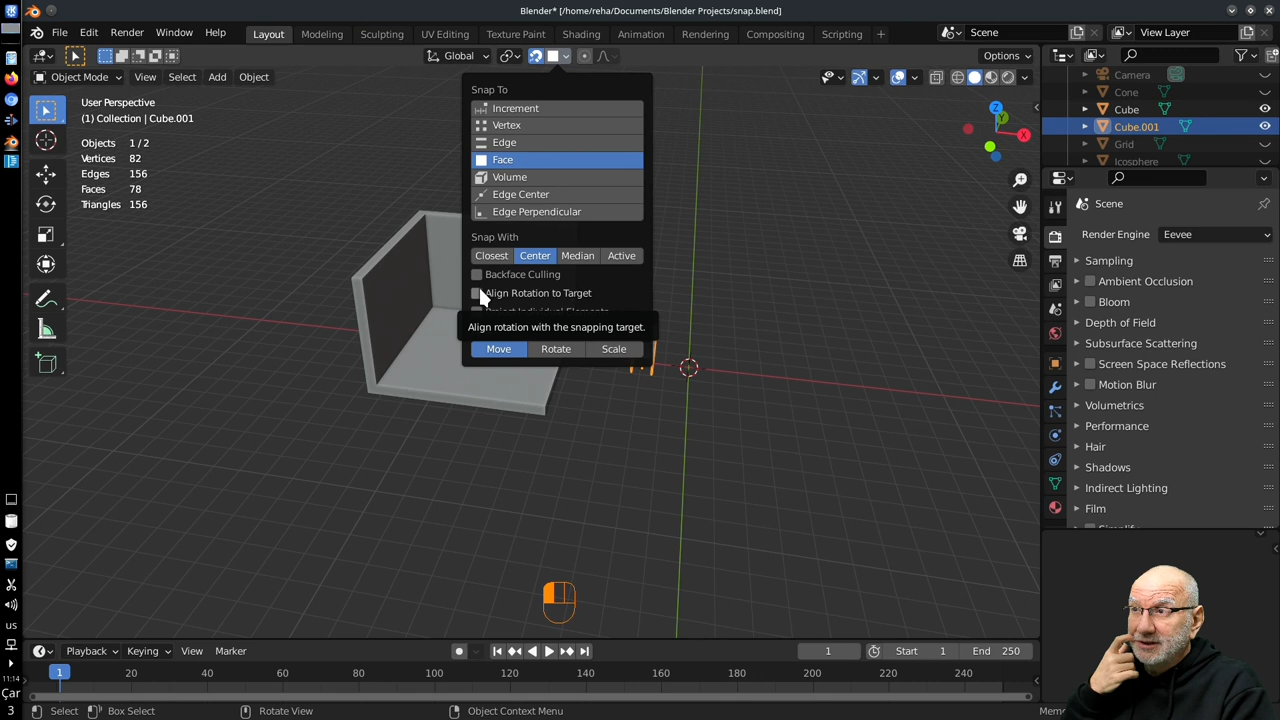 Blender* [/home/reha/Documents/Blender Projects/snap.blend]
File Edit Render Window Help
Layout Modeling Sculpting UV Editing Texture Paint Shading Animation Rendering Compositing Scripting +
Scene
View Layer
Global
Options
Object Mode View Select Add Object
User Perspective
(1) Collection | Cube.001
Objects 1 / 2
Vertices 82
Edges 156
Faces 78
Triangles 156
Snap To
Increment
Vertex
Edge
Face
Volume
Edge Center
Edge Perpendicular
Snap With
Closest Center Median Active
Backface Culling
Align Rotation to Target
Align rotation with the snapping target.
Move Rotate Scale
Z
Y
X
Camera
Cone
Cube
Cube.001
Grid
Icosphere
Scene
Render Engine Eevee
Sampling
Ambient Occlusion
Bloom
Depth of Field
Subsurface Scattering
Screen Space Reflections
Motion Blur
Volumetrics
Performance
Hair
Shadows
Indirect Lighting
Film
Playback Keying View Marker
1
Start 1
End 250
1 20 40 60 80 100 120 140 160 180 200 220 240
Select Box Select Rotate View Object Context Menu
Memo
us
11:14
Çar
3